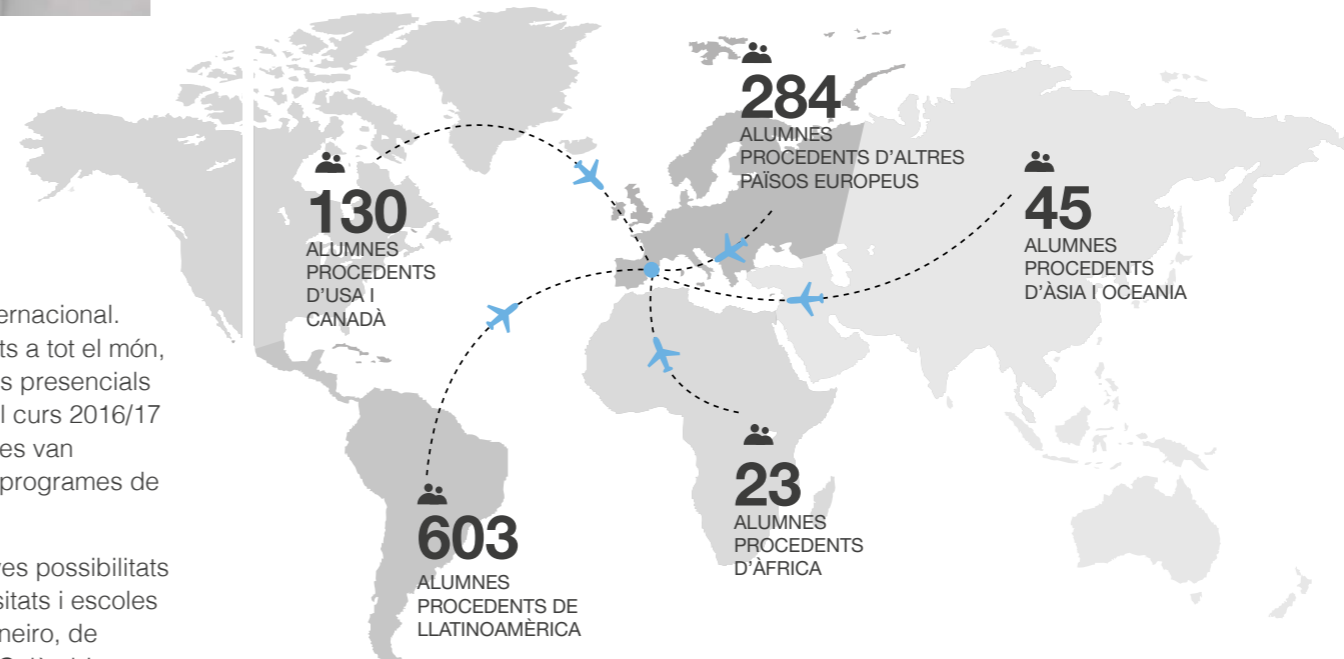 ernacional.
ts a tot el món,
s presencials
l curs 2016/17
es van
programes de
es possibilitats
sitats i escoles
neiro, de
130
ALUMNES
PROCEDENTS
D'USA I
CANADÀ
284
ALUMNES
PROCEDENTS D'ALTRES
PAÏSOS EUROPEUS
45
ALUMNES
PROCEDENTS
D'ÀSIA I OCEANIA
603
ALUMNES
PROCEDENTS DE
LLATINOAMÈRICA
23
ALUMNES
PROCEDENTS
D'ÀFRICA